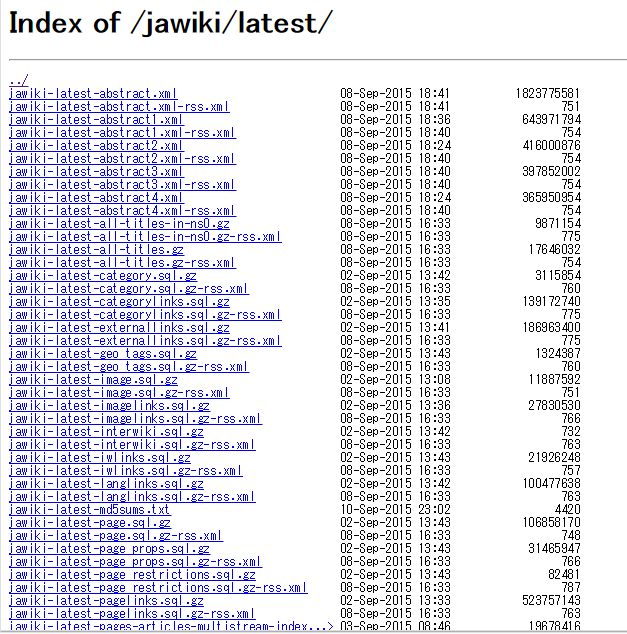 Index of /jawiki/latest/
../
jawiki-latest-abstract.xml 08-Sep-2015 18:41 1823775581
jawiki-latest-abstract.xml-rss.xml 08-Sep-2015 18:41 751
jawiki-latest-abstract1.xml 08-Sep-2015 18:36 643971794
jawiki-latest-abstract1.xml-rss.xml 08-Sep-2015 18:40 754
jawiki-latest-abstract2.xml 08-Sep-2015 18:24 416000876
jawiki-latest-abstract2.xml-rss.xml 08-Sep-2015 18:40 754
jawiki-latest-abstract3.xml 08-Sep-2015 18:40 397852002
jawiki-latest-abstract3.xml-rss.xml 08-Sep-2015 18:40 754
jawiki-latest-abstract4.xml 08-Sep-2015 18:24 365950954
jawiki-latest-abstract4.xml-rss.xml 08-Sep-2015 18:40 754
jawiki-latest-all-titles-in-ns0.gz 08-Sep-2015 16:33 9871154
jawiki-latest-all-titles-in-ns0.gz-rss.xml 08-Sep-2015 16:33 775
jawiki-latest-all-titles.gz 08-Sep-2015 16:33 17646032
jawiki-latest-all-titles.gz-rss.xml 08-Sep-2015 16:33 754
jawiki-latest-category.sql.gz 02-Sep-2015 13:42 3115854
jawiki-latest-category.sql.gz-rss.xml 08-Sep-2015 16:33 760
jawiki-latest-categorylinks.sql.gz 02-Sep-2015 13:35 139172740
jawiki-latest-categorylinks.sql.gz-rss.xml 08-Sep-2015 16:33 775
jawiki-latest-externallinks.sql.gz 02-Sep-2015 13:41 186963400
jawiki-latest-externallinks.sql.gz-rss.xml 08-Sep-2015 16:33 775
jawiki-latest-geo_tags.sql.gz 02-Sep-2015 13:43 1324387
jawiki-latest-geo_tags.sql.gz-rss.xml 08-Sep-2015 16:33 760
jawiki-latest-image.sql.gz 02-Sep-2015 13:08 11887592
jawiki-latest-image.sql.gz-rss.xml 08-Sep-2015 16:33 751
jawiki-latest-imagelinks.sql.gz 02-Sep-2015 13:36 27830530
jawiki-latest-imagelinks.sql.gz-rss.xml 08-Sep-2015 16:33 766
jawiki-latest-interwiki.sql.gz 02-Sep-2015 13:42 732
jawiki-latest-interwiki.sql.gz-rss.xml 08-Sep-2015 16:33 763
jawiki-latest-iwlinks.sql.gz 02-Sep-2015 13:43 21926248
jawiki-latest-iwlinks.sql.gz-rss.xml 08-Sep-2015 16:33 757
jawiki-latest-langlinks.sql.gz 02-Sep-2015 13:42 100477638
jawiki-latest-langlinks.sql.gz-rss.xml 08-Sep-2015 16:33 763
jawiki-latest-md5sums.txt 10-Sep-2015 23:02 4420
jawiki-latest-page.sql.gz 02-Sep-2015 13:43 106858170
jawiki-latest-page.sql.gz-rss.xml 08-Sep-2015 16:33 748
jawiki-latest-page_props.sql.gz 02-Sep-2015 13:43 31465947
jawiki-latest-page_props.sql.gz-rss.xml 08-Sep-2015 16:33 766
jawiki-latest-page_restrictions.sql.gz 02-Sep-2015 13:43 82481
jawiki-latest-page_restrictions.sql.gz-rss.xml 08-Sep-2015 16:33 787
jawiki-latest-pagelinks.sql.gz 02-Sep-2015 13:33 523757143
jawiki-latest-pagelinks.sql.gz-rss.xml 08-Sep-2015 16:33 763
jawiki-latest-pages-articles-multistream-index...> 03-Sep-2015 08:46 19678416